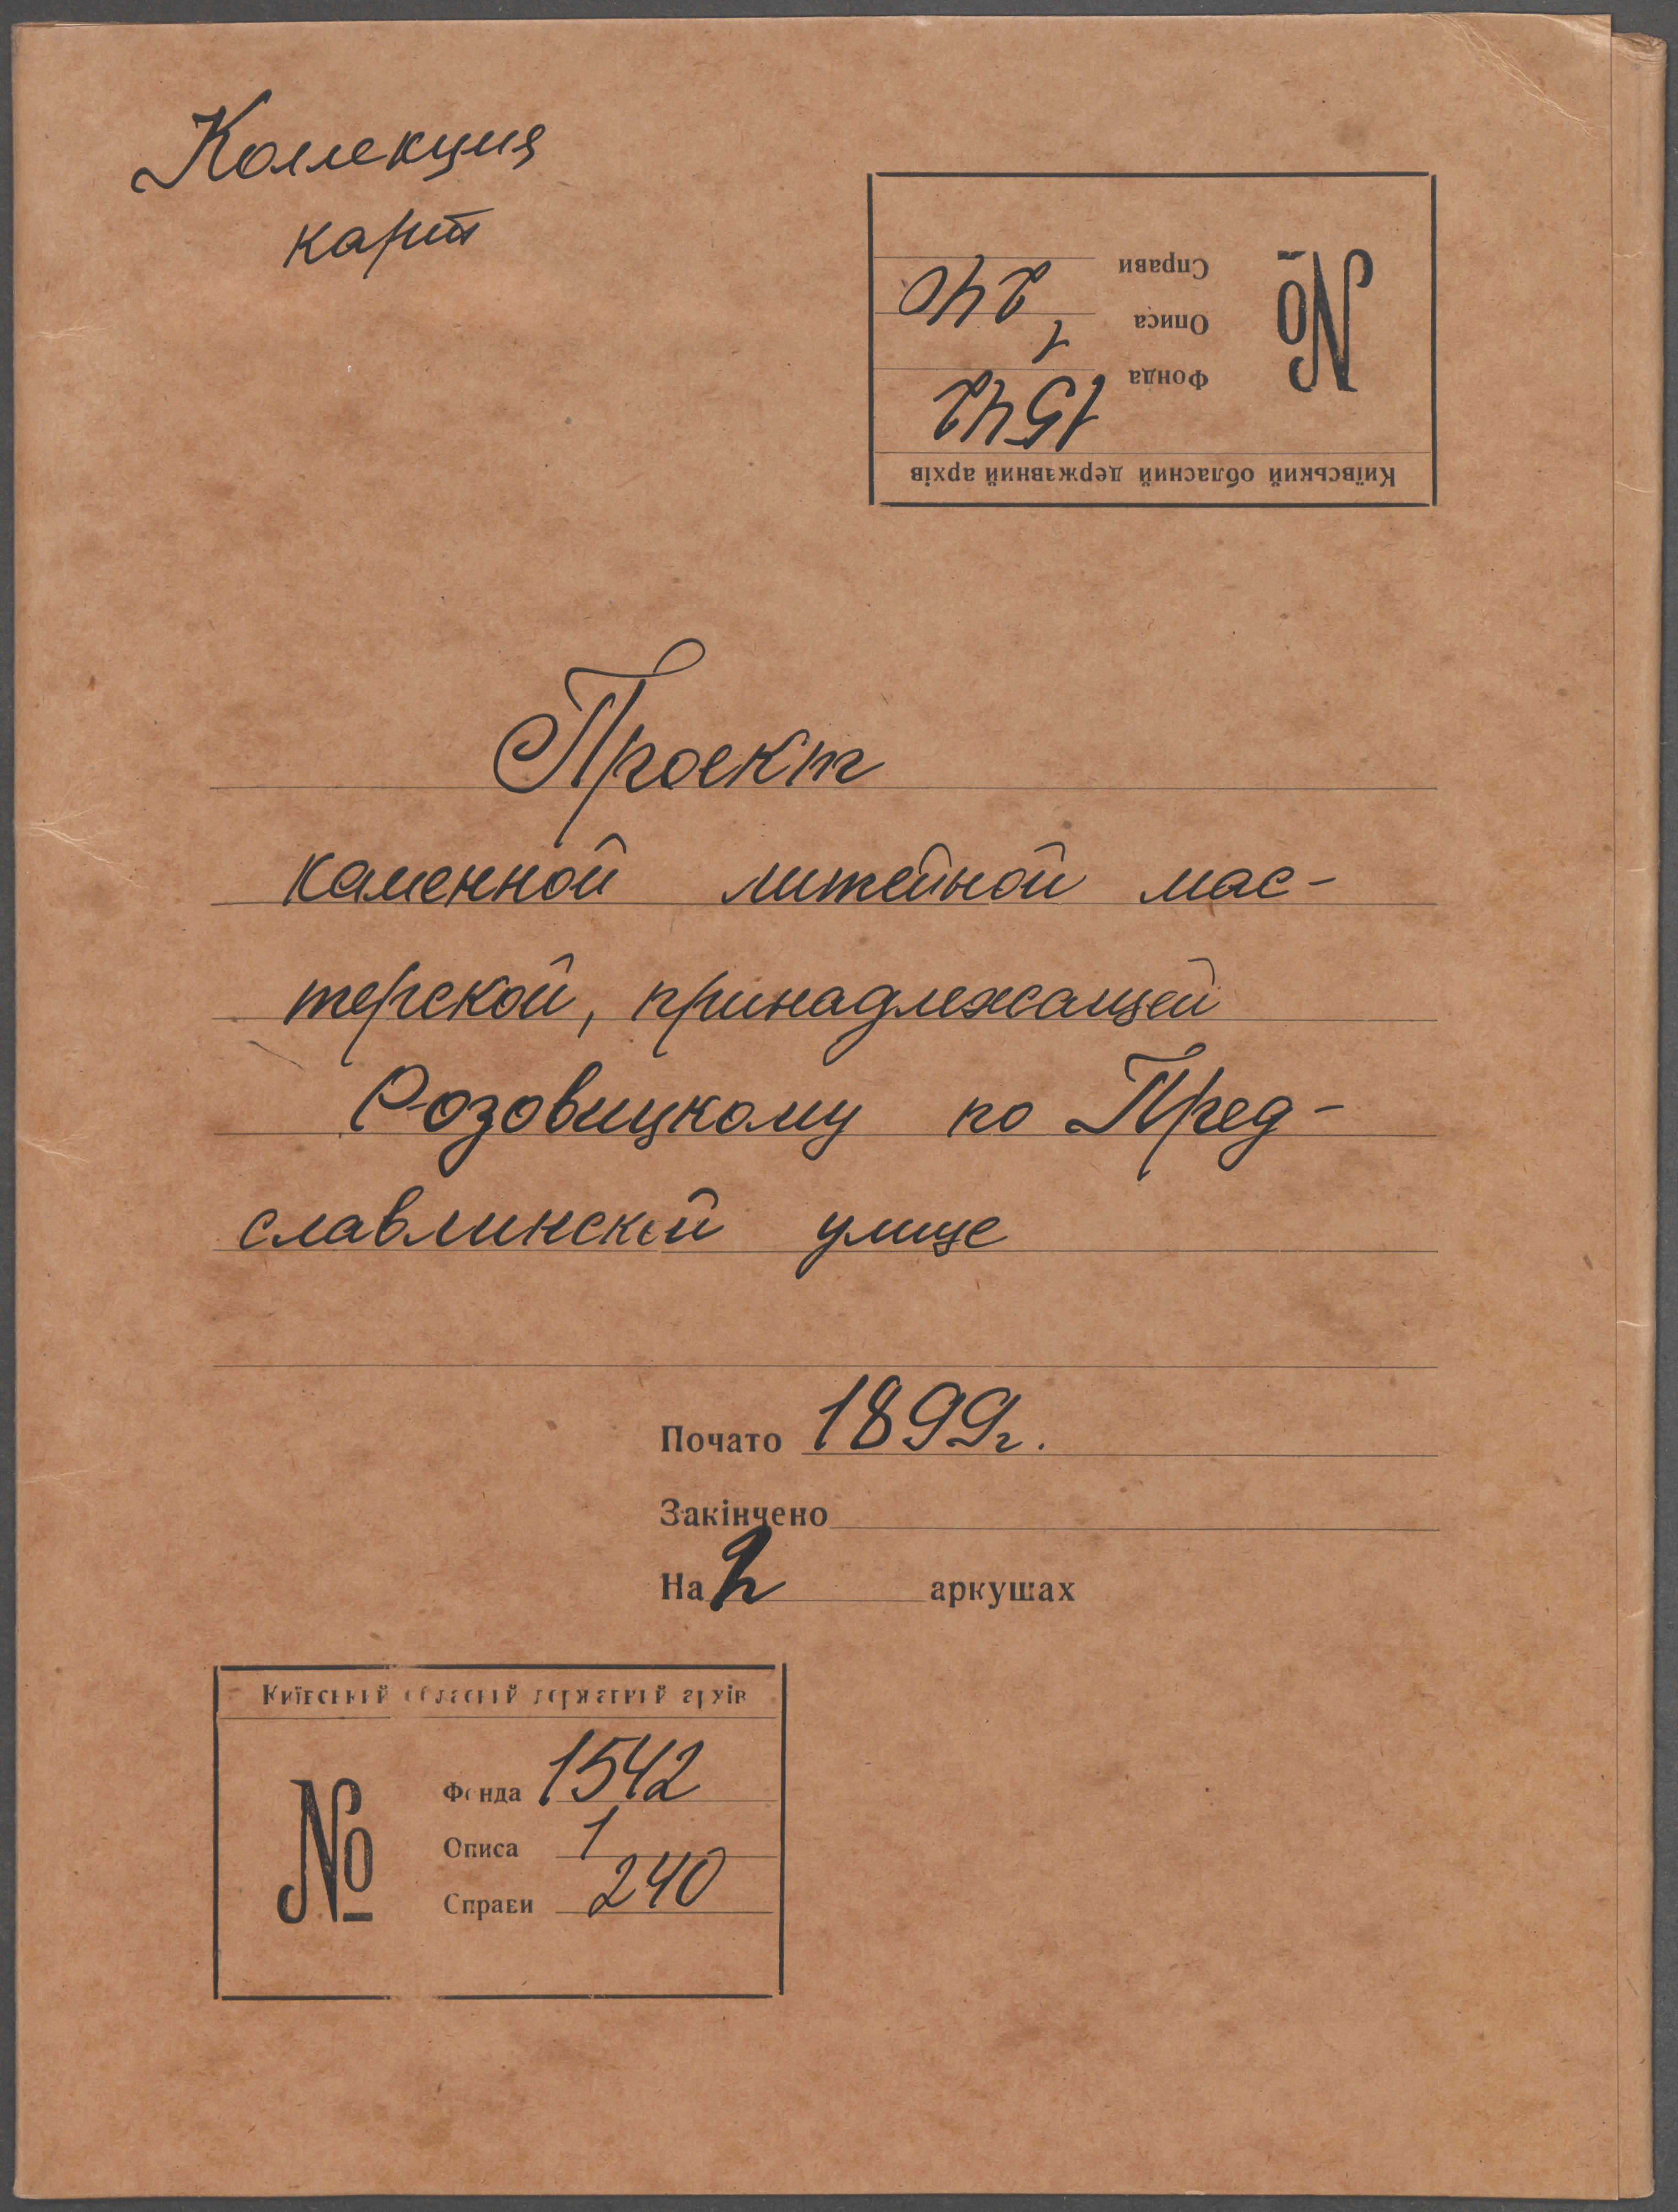 Коллекция
карт
Київський обласний державний архів
№
Фонда 1542
Описа 1
Справи 240
Проект
каменной литейной мас-
терской, принадлежащей
Розовицкому по Пред-
славлинской улице
Почато 1899г.
Закінчено
На 2 аркушах
Київський обласний державний архів
№
Фонда 1542
Описа 1
Справи 240